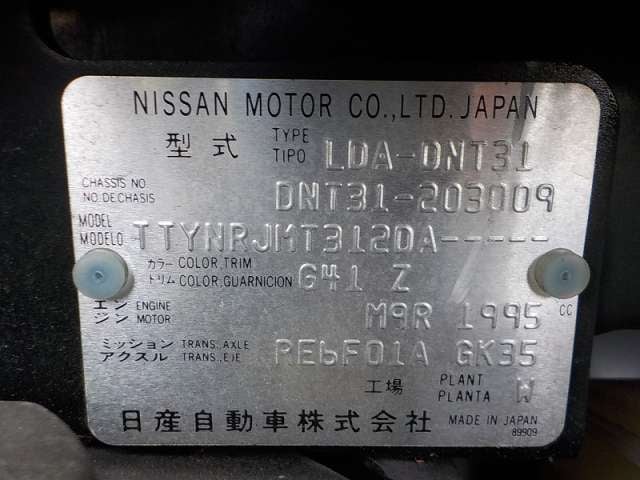 NISSAN MOTOR CO.,LTD. JAPAN
型式 TYPE TIPO LDA-DNT31
CHASSIS NO
NO. DE CHASIS DNT31-203009
MODEL
MODELO TTYNRJMT312DA-----
カラー COLOR, TRIM
トリム COLOR, GUARNICION G41 Z
エン ENGINE
ジン MOTOR M9R 1995 CC
ミッション TRANS. AXLE
アクスル TRANS., EJE PE6F01A GK35
工場 PLANT PLANTA W
日産自動車株式会社 MADE IN JAPAN
89909